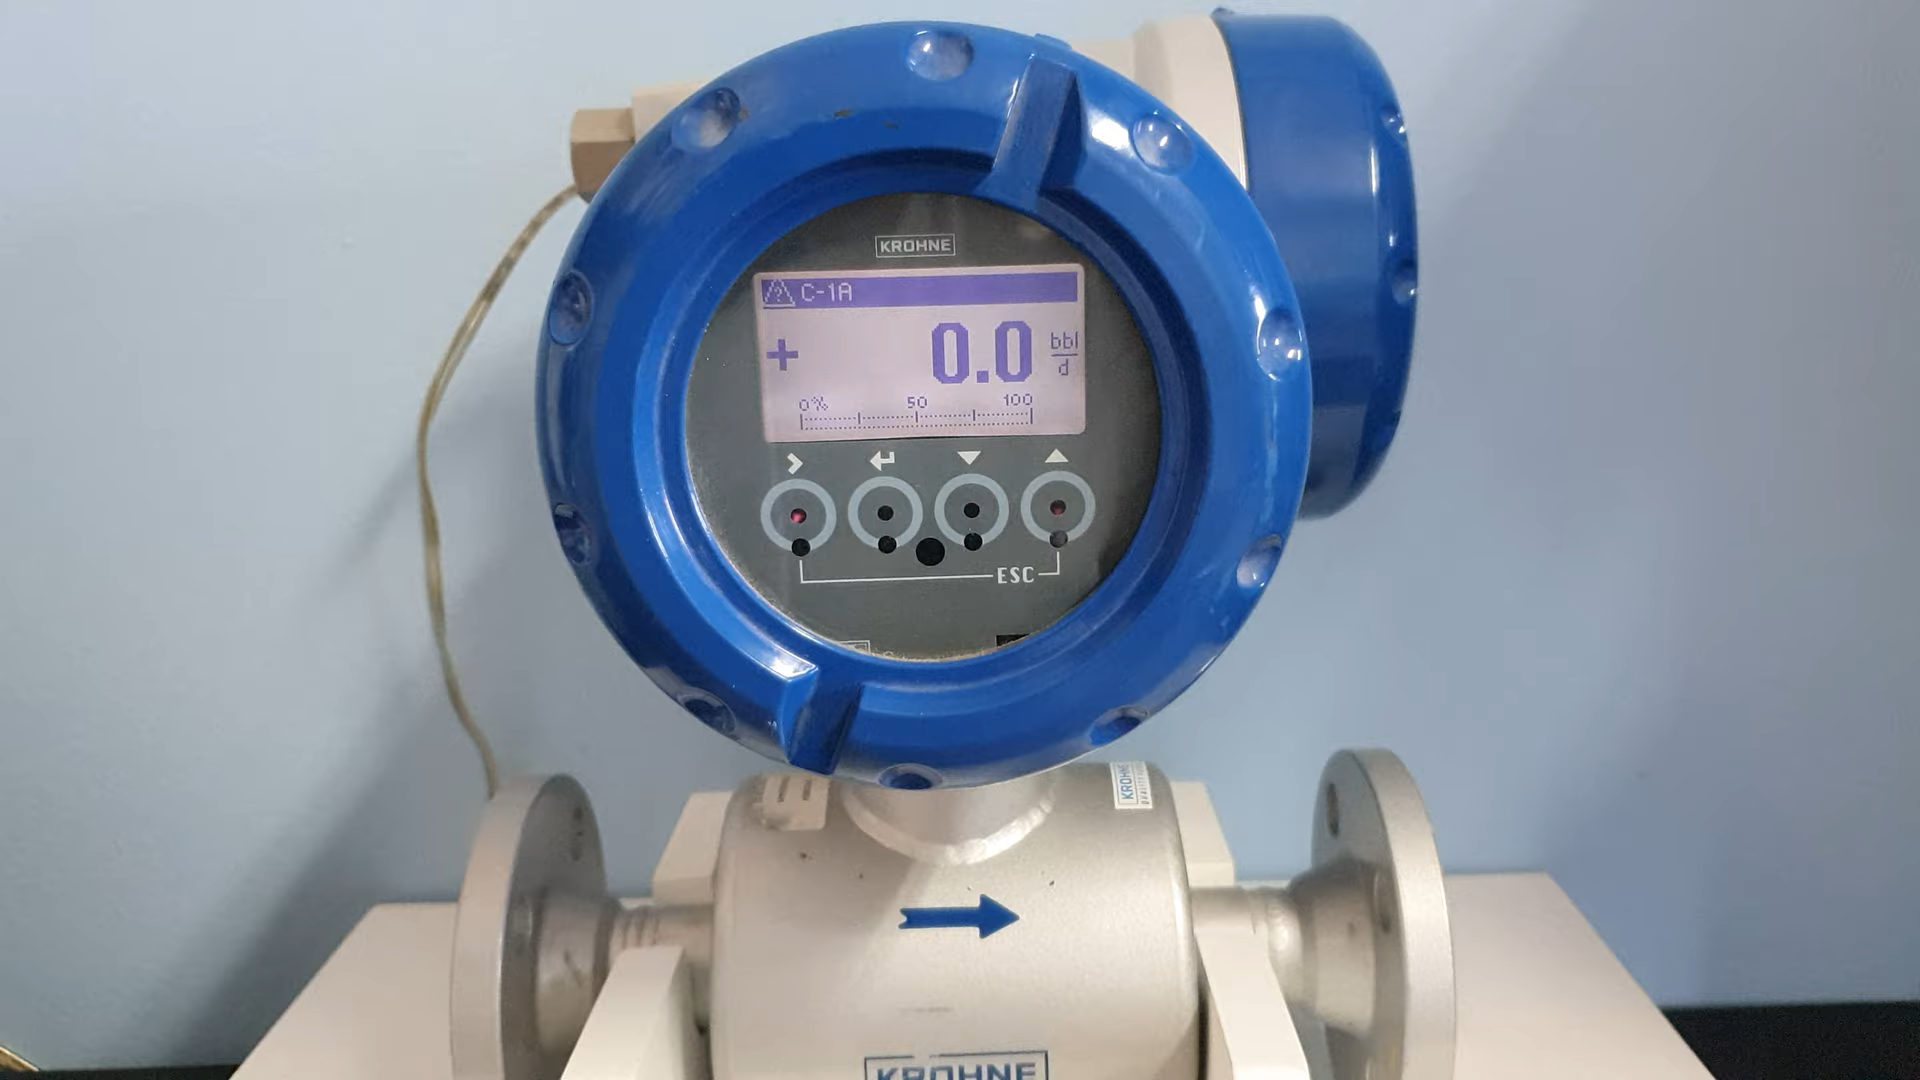 KROHNE
C-1A
+ 0.0 bbl/d
0% 50 100
ESC
KROHNE
KROHNE